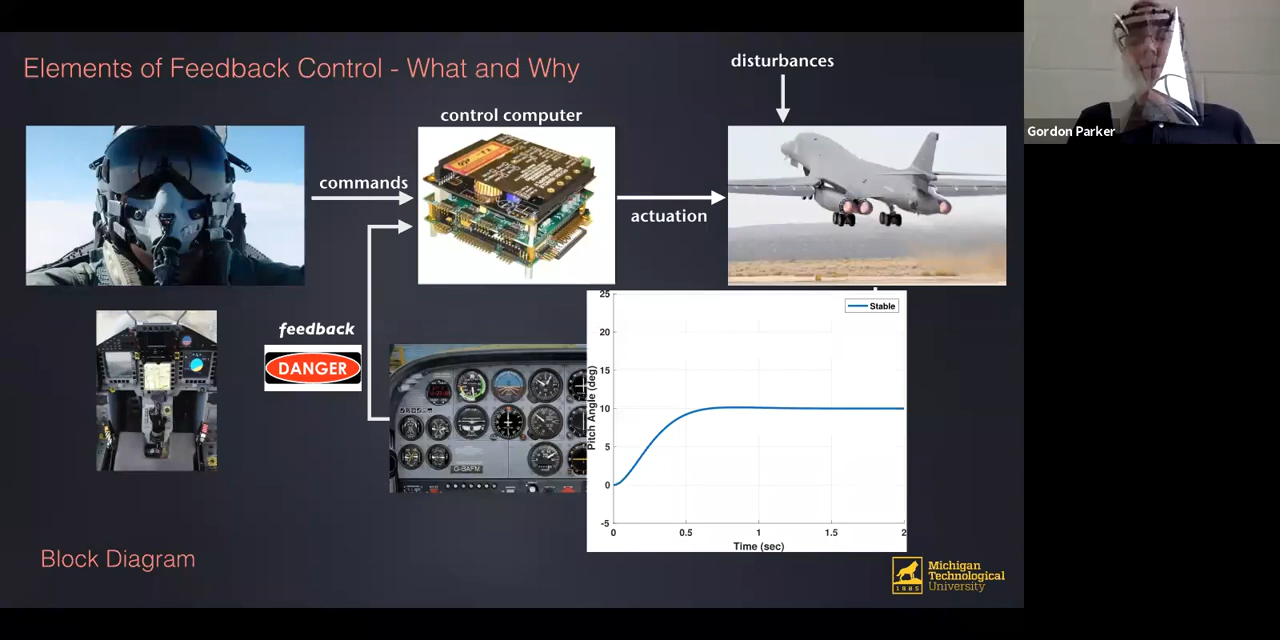 Elements of Feedback Control - What and Why
disturbances
control computer
Gordon Parker
commands
actuation
feedback
DANGER
G-BAFM
25
20
15
10
5
0
-5
Pitch Angle (deg)
Stable
0 0.5 1 1.5 2
Time (sec)
Block Diagram
Michigan
Technological
University
1885